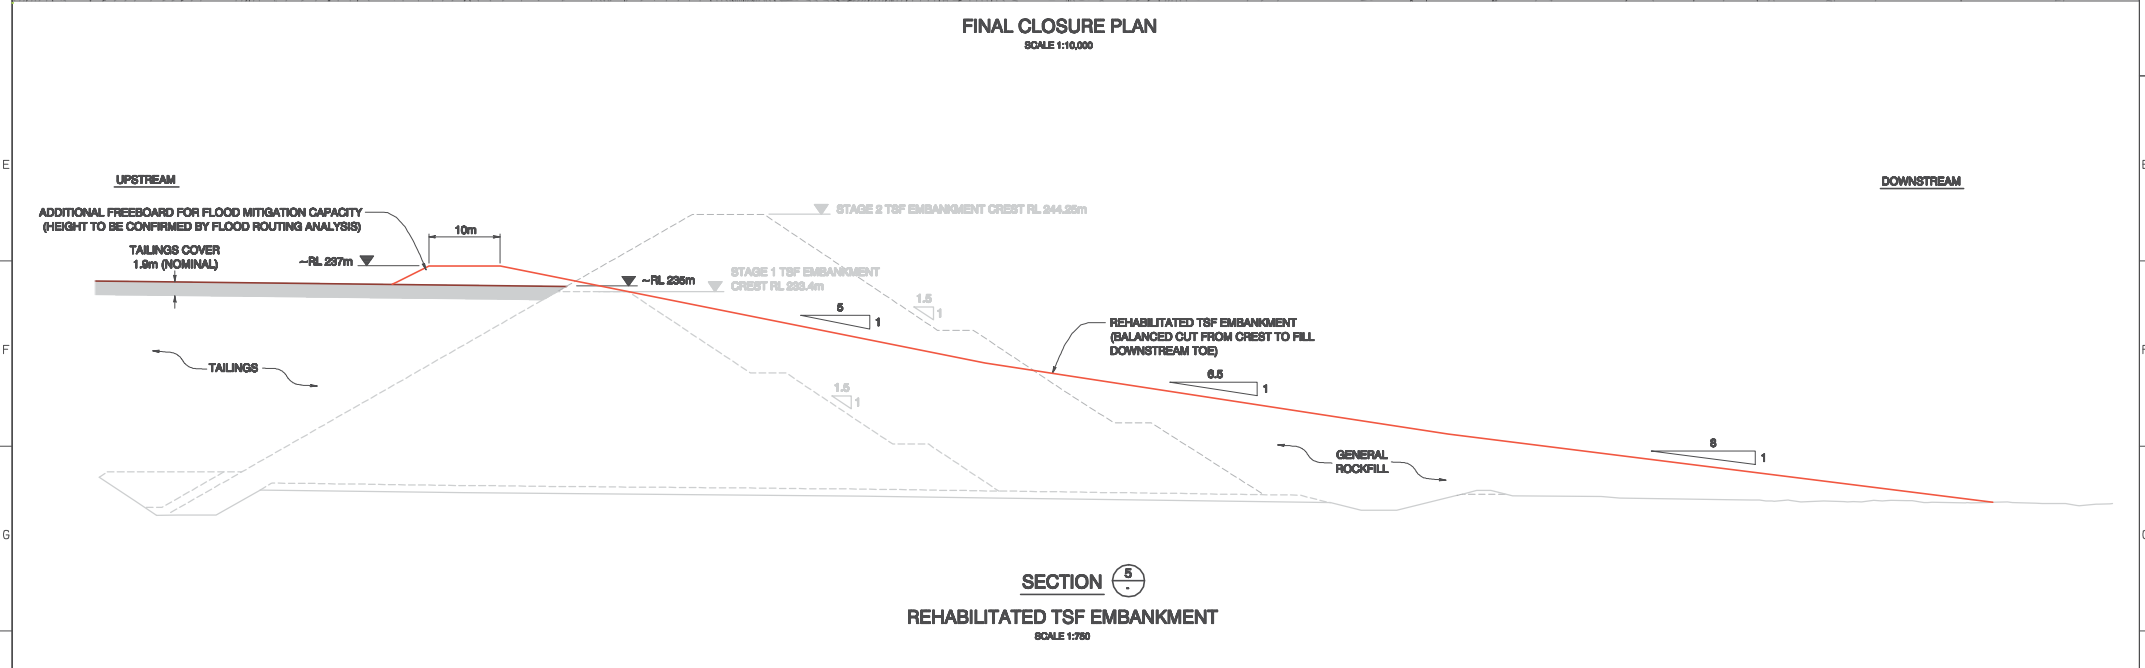 FINAL CLOSURE PLAN
SCALE 1:10,000
E
E
UPSTREAM
DOWNSTREAM
ADDITIONAL FREEBOARD FOR FLOOD MITIGATION CAPACITY
(HEIGHT TO BE CONFIRMED BY FLOOD ROUTING ANALYSIS)
STAGE 2 TSF EMBANKMENT CREST RL 244.25m
10m
TAILINGS COVER
1.9m (NOMINAL)
~RL 237m
STAGE 1 TSF EMBANKMENT
CREST RL 233.4m
~RL 235m
1.5
1
5
1
REHABILITATED TSF EMBANKMENT
(BALANCED CUT FROM CREST TO FILL
DOWNSTREAM TOE)
F
F
TAILINGS
6.5
1
1.5
1
8
1
GENERAL
ROCKFILL
G
G
SECTION 5
-
REHABILITATED TSF EMBANKMENT
SCALE 1:750